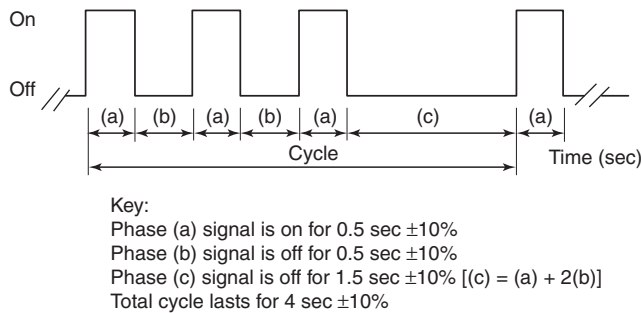 On
Off
(a) (b) (a) (b) (a) (c) (a)
Cycle
Time (sec)
Key:
Phase (a) signal is on for 0.5 sec ±10%
Phase (b) signal is off for 0.5 sec ±10%
Phase (c) signal is off for 1.5 sec ±10% [(c) = (a) + 2(b)]
Total cycle lasts for 4 sec ±10%